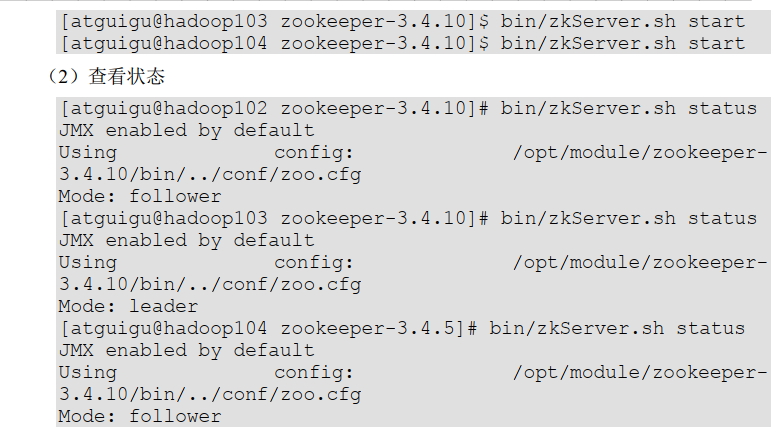 [atguigu@hadoop103 zookeeper-3.4.10]$ bin/zkServer.sh start
[atguigu@hadoop104 zookeeper-3.4.10]$ bin/zkServer.sh start
（2）查看状态
[atguigu@hadoop102 zookeeper-3.4.10]# bin/zkServer.sh status
JMX enabled by default
Using config: /opt/module/zookeeper-
3.4.10/bin/../conf/zoo.cfg
Mode: follower
[atguigu@hadoop103 zookeeper-3.4.10]# bin/zkServer.sh status
JMX enabled by default
Using config: /opt/module/zookeeper-
3.4.10/bin/../conf/zoo.cfg
Mode: leader
[atguigu@hadoop104 zookeeper-3.4.5]# bin/zkServer.sh status
JMX enabled by default
Using config: /opt/module/zookeeper-
3.4.10/bin/../conf/zoo.cfg
Mode: follower